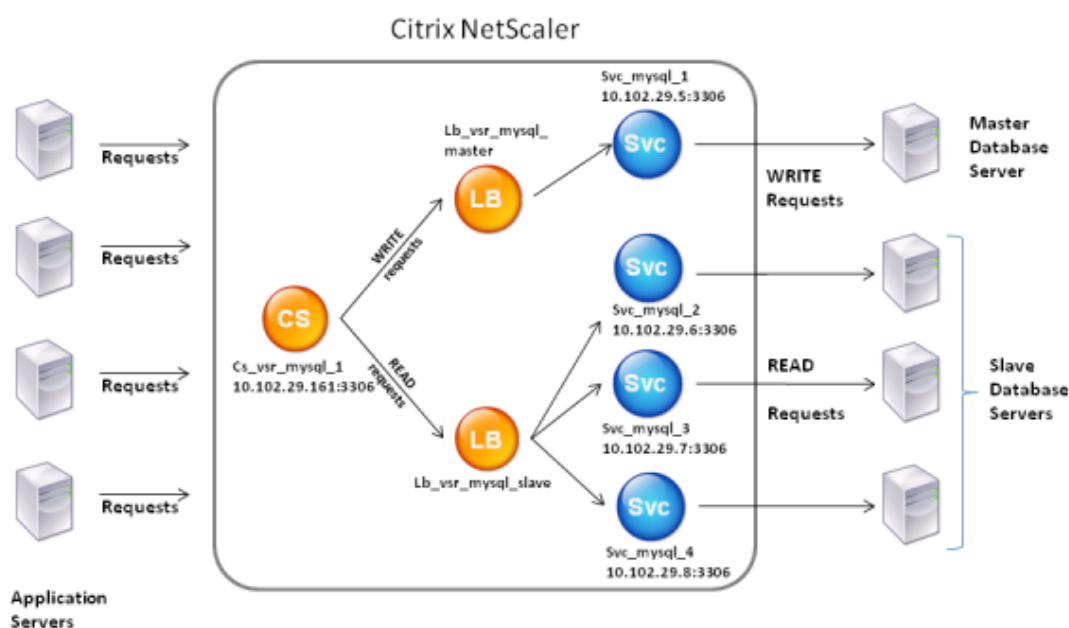 Citrix NetScaler
Requests
Requests
Requests
Requests
Application
Servers
CS
Cs_vsr_mysql_1
10.102.29.161:3306
WRITE
requests
READ
requests
Lb_vsr_mysql_
master
LB
LB
Lb_vsr_mysql_slave
Svc_mysql_1
10.102.29.5:3306
Svc
Svc
Svc_mysql_2
10.102.29.6:3306
Svc
Svc_mysql_3
10.102.29.7:3306
Svc
Svc_mysql_4
10.102.29.8:3306
WRITE
Requests
READ
Requests
Master
Database
Server
Slave
Database
Servers